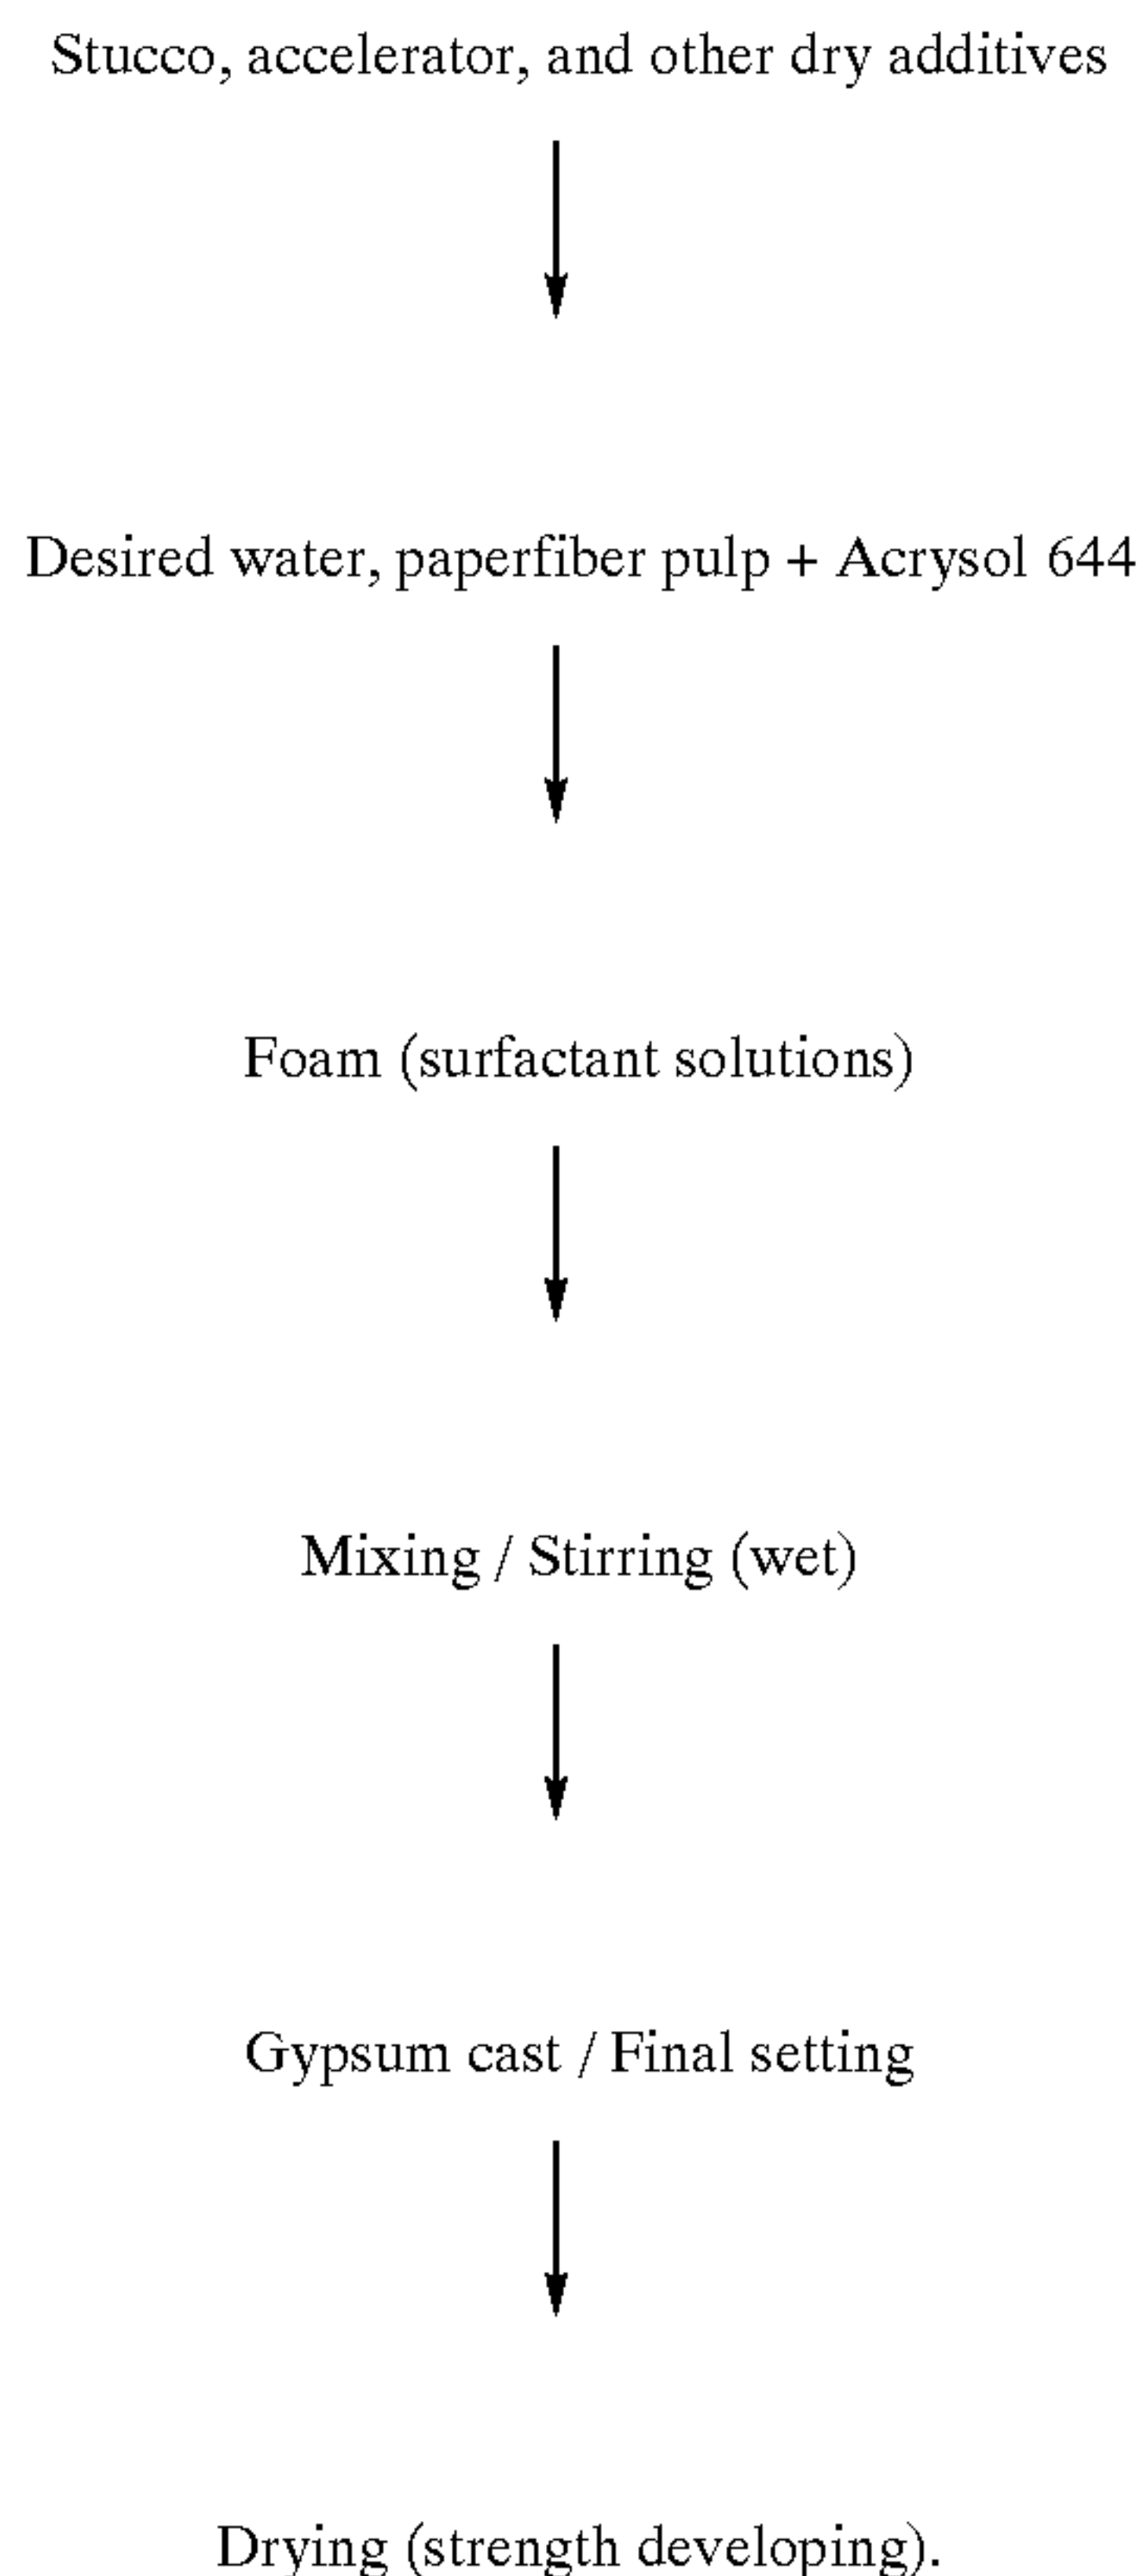 Stucco, accelerator, and other dry additives
Desired water, paperfiber pulp + Acrysol 644
Foam (surfactant solutions)
Mixing / Stirring (wet)
Gypsum cast / Final setting
Drying (strength developing).